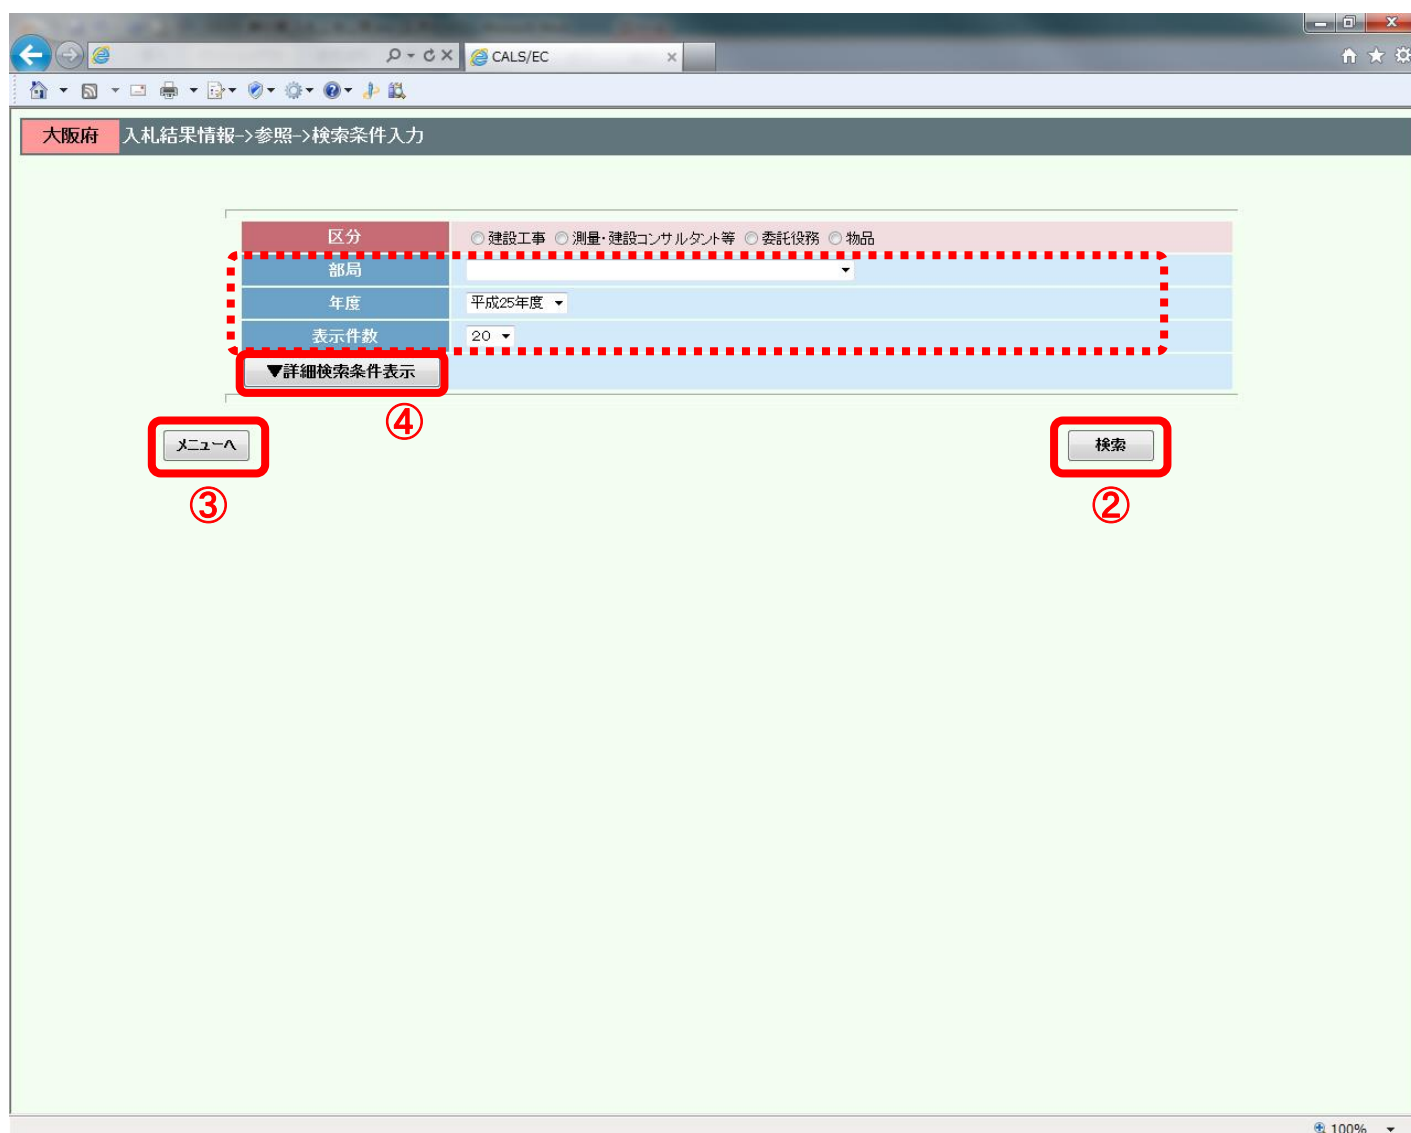 CALS/EC
大阪府 入札結果情報->参照->検索条件入力
区分 建設工事 測量・建設コンサルタント等 委託役務 物品
部局
年度 平成25年度
表示件数 20
▼詳細検索条件表示
④
メニューへ 検索
③ ②
100%